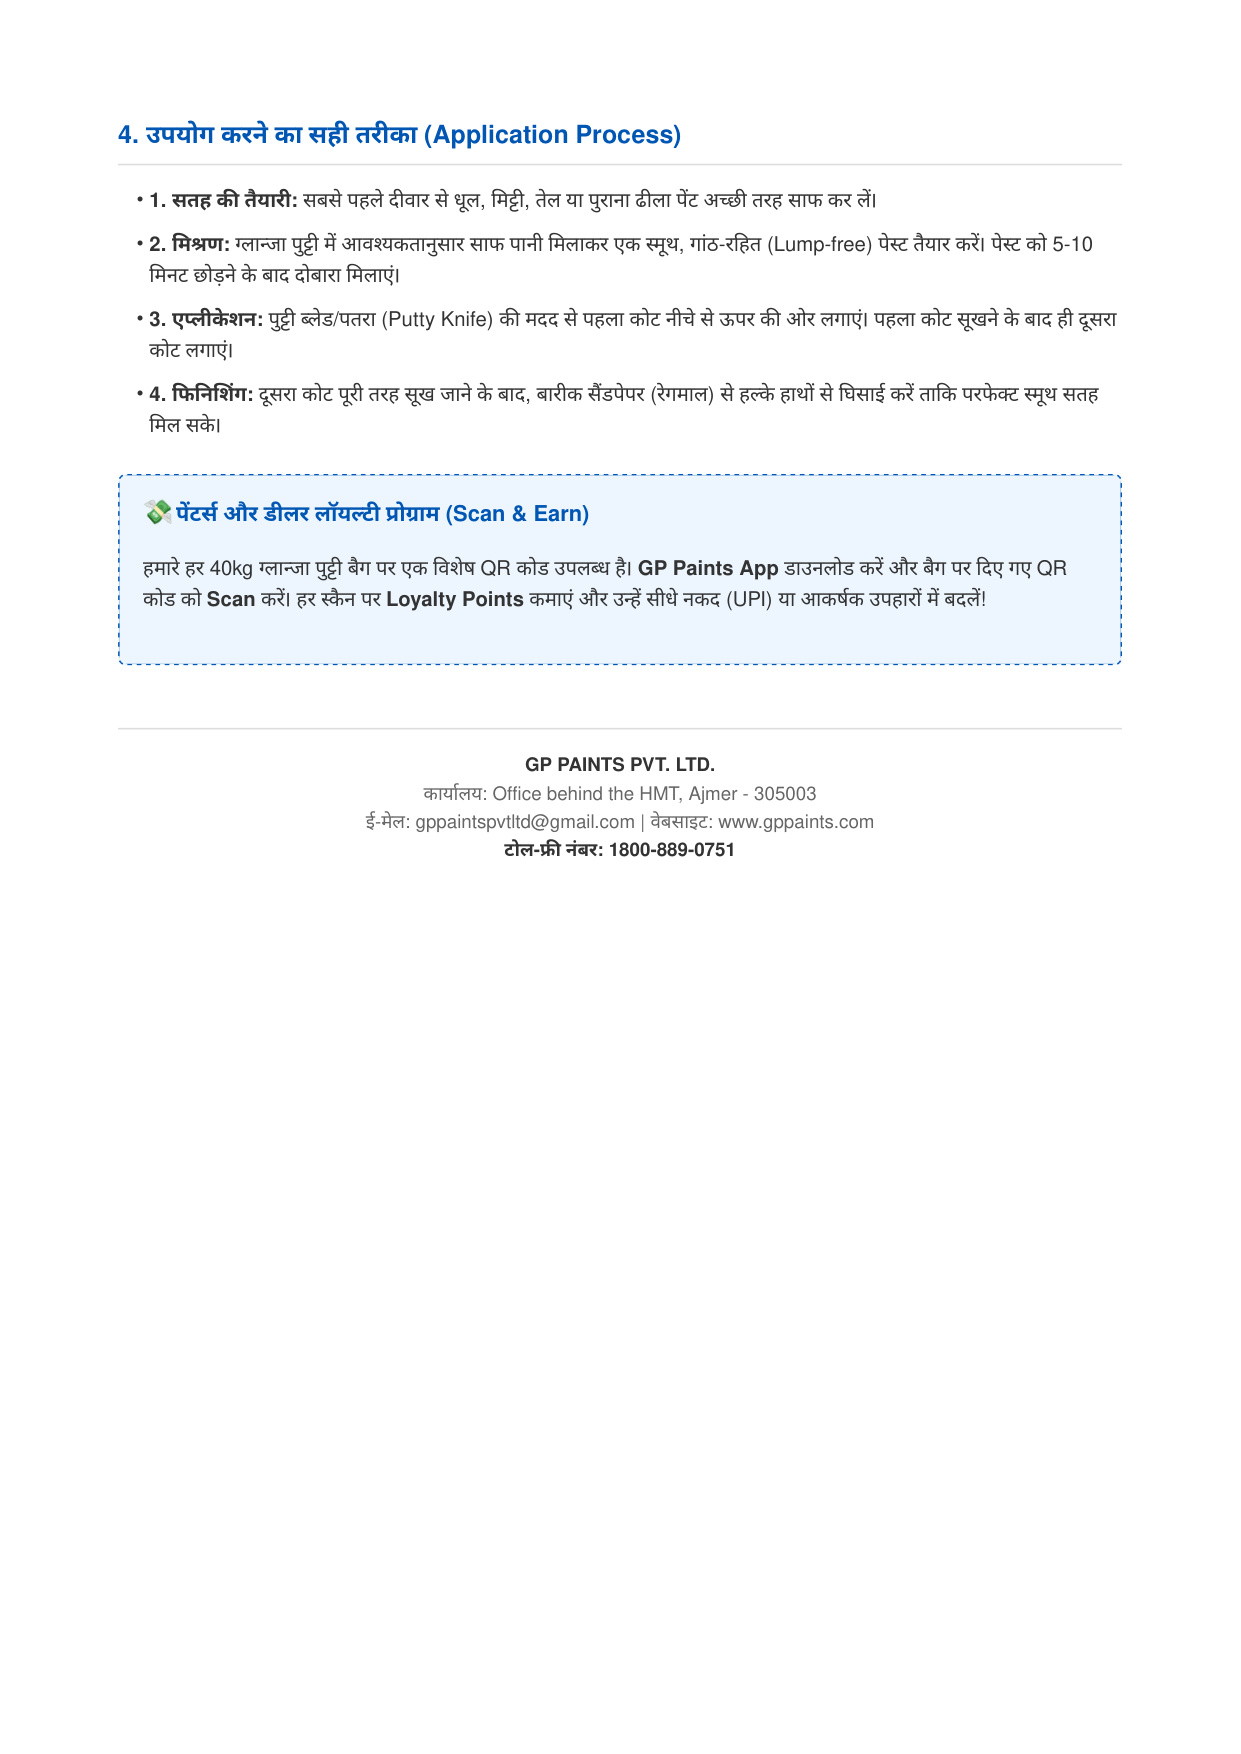 4. उपयोग करने का सही तरीका (Application Process)
• 1. सतह की तैयारी: सबसे पहले दीवार से धूल, मिट्टी, तेल या पुराना ढीला पेंट अच्छी तरह साफ कर लें।
• 2. मिश्रण: ग्लान्जा पुट्टी में आवश्यकतानुसार साफ पानी मिलाकर एक स्मूथ, गांठ-रहित (Lump-free) पेस्ट तैयार करें। पेस्ट को 5-10
मिनट छोड़ने के बाद दोबारा मिलाएं।
• 3. एप्लीकेशन: पुट्टी ब्लेड/पतरा (Putty Knife) की मदद से पहला कोट नीचे से ऊपर की ओर लगाएं। पहला कोट सूखने के बाद ही दूसरा
कोट लगाएं।
• 4. फिनिशिंग: दूसरा कोट पूरी तरह सूख जाने के बाद, बारीक सैंडपेपर (रेगमाल) से हल्के हाथों से घिसाई करें ताकि परफेक्ट स्मूथ सतह
मिल सके।
💸 पेंटर्स और डीलर लॉयल्टी प्रोग्राम (Scan & Earn)
हमारे हर 40kg ग्लान्जा पुट्टी बैग पर एक विशेष QR कोड उपलब्ध है। GP Paints App डाउनलोड करें और बैग पर दिए गए QR
कोड को Scan करें। हर स्कैन पर Loyalty Points कमाएं और उन्हें सीधे नकद (UPI) या आकर्षक उपहारों में बदलें!
GP PAINTS PVT. LTD.
कार्यालय: Office behind the HMT, Ajmer - 305003
ई-मेल: gppaintspvtltd@gmail.com | वेबसाइट: www.gppaints.com
टोल-फ्री नंबर: 1800-889-0751